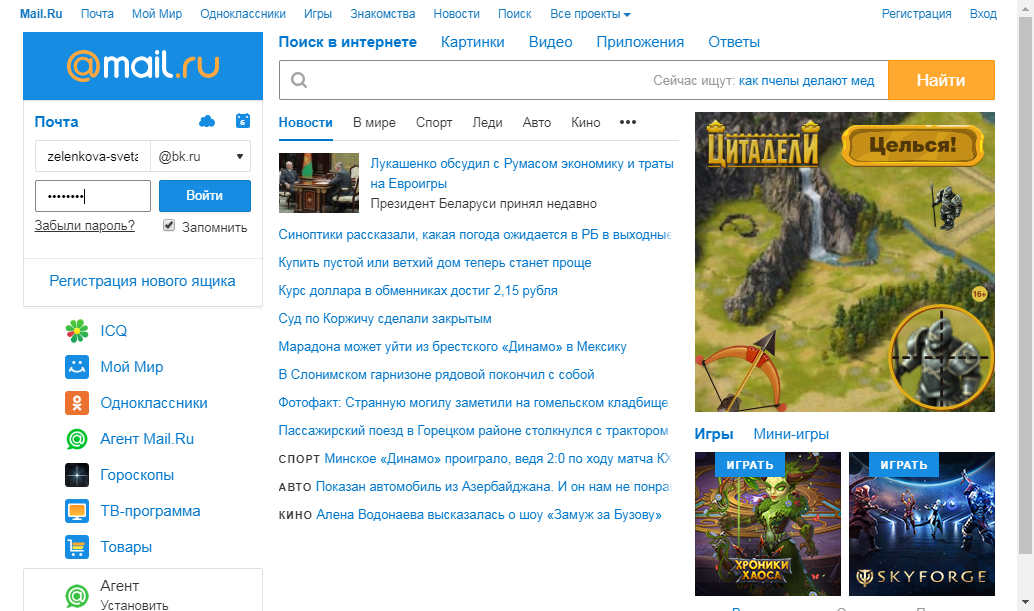 Mail.Ru Почта Мой Мир Одноклассники Игры Знакомства Новости Поиск Все проекты Регистрация Вход
@mail.ru
Почта
6
zelenkova-sveta @bk.ru
•••••••• Войти
Забыли пароль? Запомнить
Регистрация нового ящика
ICQ
Мой Мир
Одноклассники
Агент Mail.Ru
Гороскопы
ТВ-программа
Товары
Агент
Установить
Поиск в интернете Картинки Видео Приложения Ответы
Сейчас ищут: как пчелы делают мед Найти
Новости В мире Спорт Леди Авто Кино •••
Лукашенко обсудил с Румасом экономику и траты
на Евроигры
Президент Беларуси принял недавно
Синоптики рассказали, какая погода ожидается в РБ в выходные
Купить пустой или ветхий дом теперь станет проще
Курс доллара в обменниках достиг 2,15 рубля
Суд по Коржичу сделали закрытым
Марадона может уйти из брестского «Динамо» в Мексику
В Слонимском гарнизоне рядовой покончил с собой
Фотофакт: Странную могилу заметили на гомельском кладбище
Пассажирский поезд в Горецком районе столкнулся с трактором
СПОРТ Минское «Динамо» проиграло, ведя 2:0 по ходу матча КХ
АВТО Показан автомобиль из Азербайджана. И он нам не понра
КИНО Алена Водонаева высказалась о шоу «Замуж за Бузову»
ЦИТАДЕЛИ Целься!
16+
Игры Мини-игры
ИГРАТЬ ИГРАТЬ
ХРОНИКИ
ХАОСА
SKYFORGE